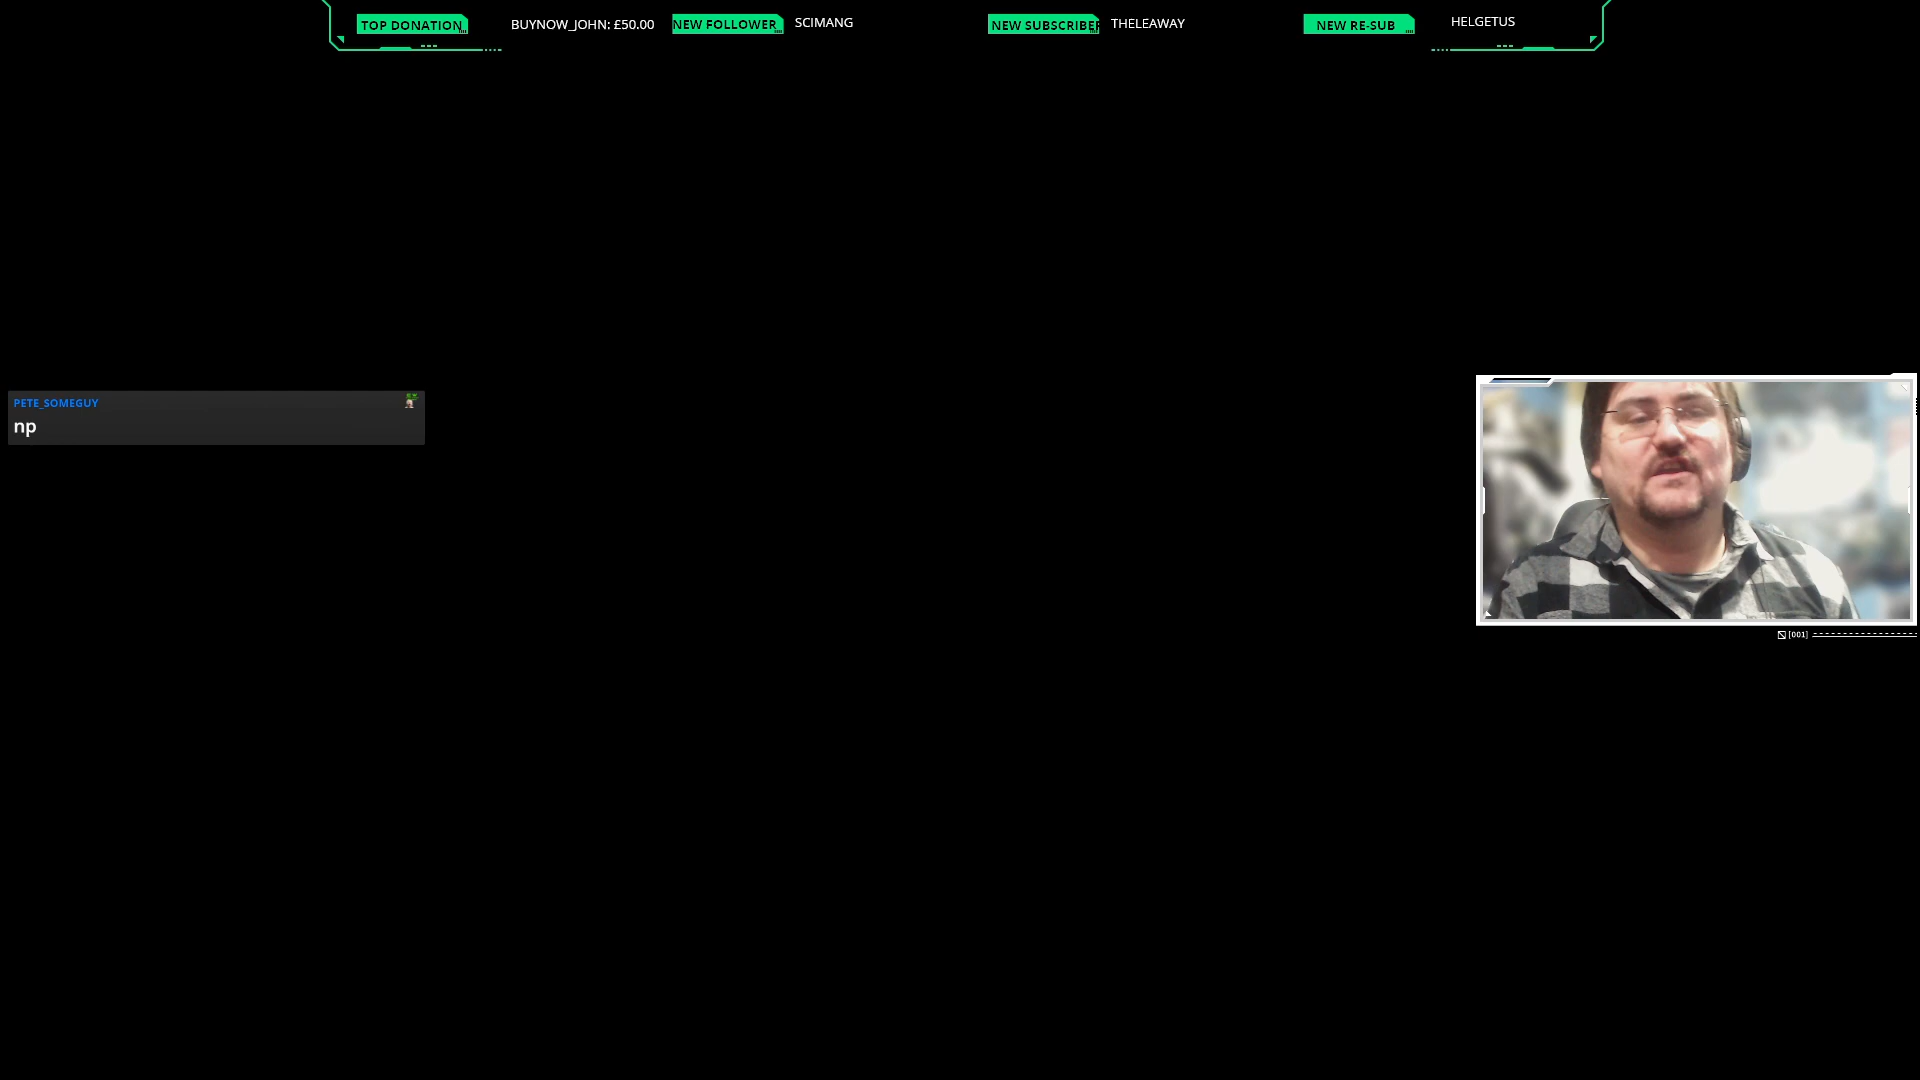 TOP DONATION
BUYNOW_JOHN: £50.00
NEW FOLLOWER
SCIMANG
NEW SUBSCRIBER
THELEAWAY
NEW RE-SUB
HELGETUS
PETE_SOMEGUY
np
[001]